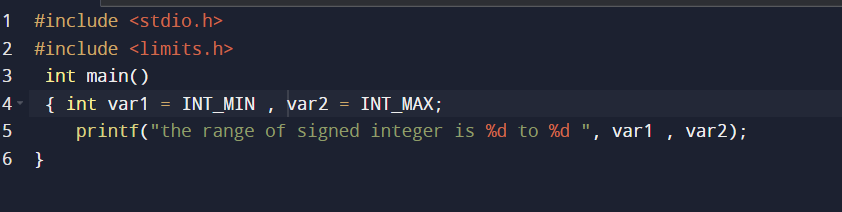 1 #include <stdio.h>
2 #include <limits.h>
3 int main()
4 { int var1 = INT_MIN , var2 = INT_MAX;
5 printf("the range of signed integer is %d to %d ", var1 , var2);
6 }